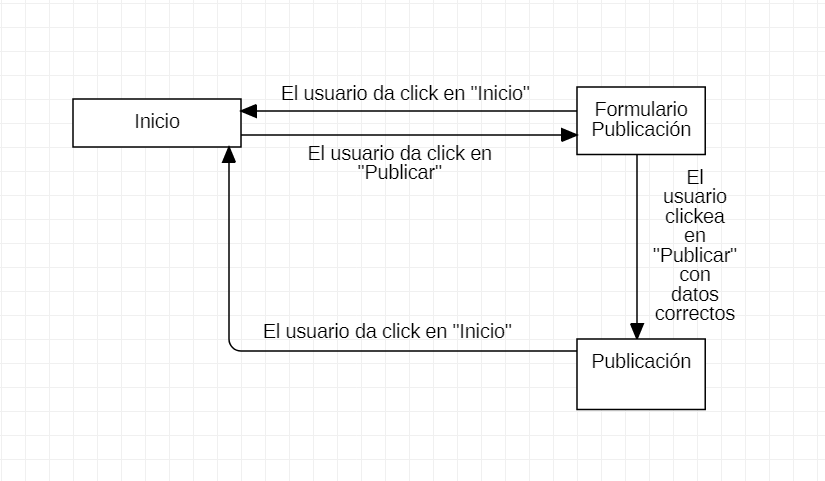 El usuario da click en "Inicio"
Inicio
Formulario
Publicación
El usuario da click en
"Publicar"
El
usuario
clickea
en
"Publicar"
con
datos
correctos
El usuario da click en "Inicio"
Publicación